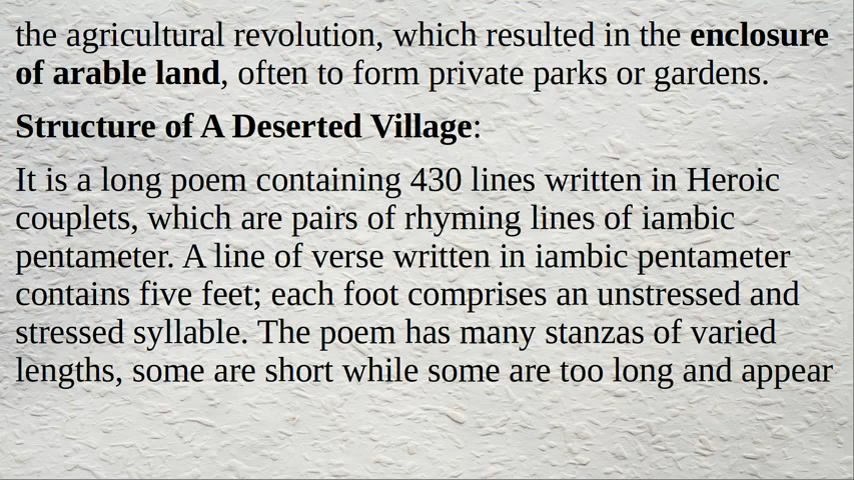 the agricultural revolution, which resulted in the enclosure
of arable land, often to form private parks or gardens.
Structure of A Deserted Village:
It is a long poem containing 430 lines written in Heroic
couplets, which are pairs of rhyming lines of iambic
pentameter. A line of verse written in iambic pentameter
contains five feet; each foot comprises an unstressed and
stressed syllable. The poem has many stanzas of varied
lengths, some are short while some are too long and appear